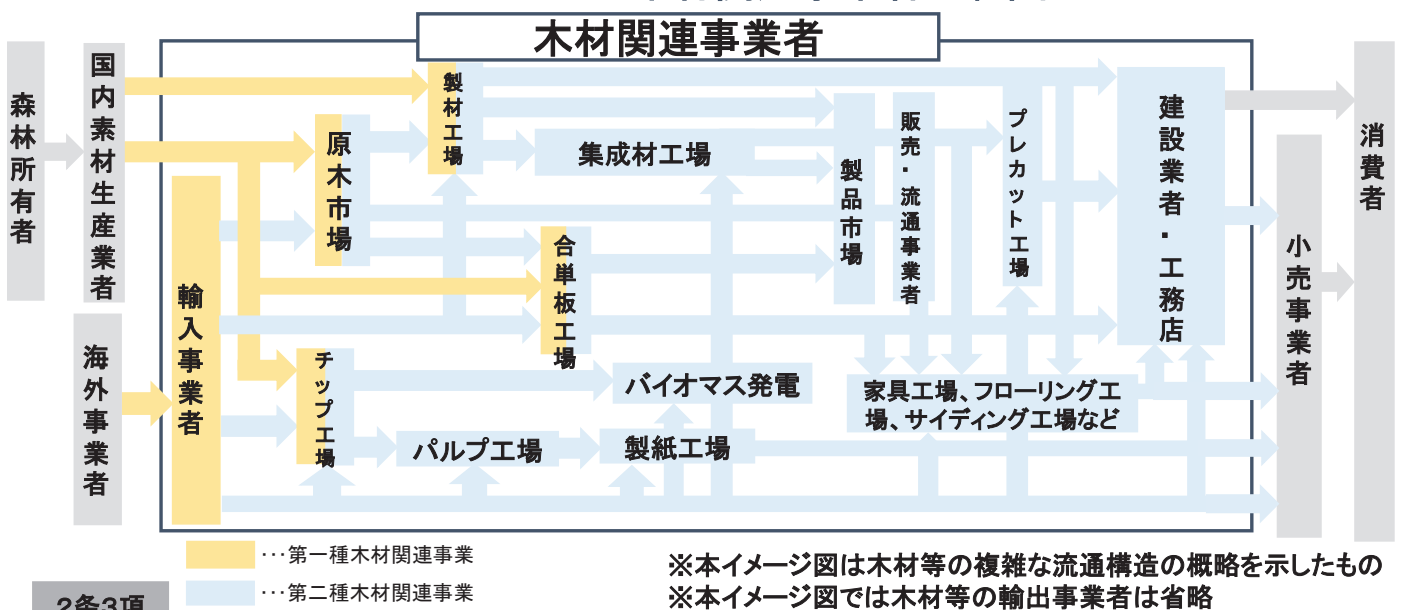 木材関連事業者
森林所有者
国内素材生産業者
海外事業者
輸入事業者
原木市場
製材工場
集成材工場
合単板工場
チップ工場
パルプ工場
製紙工場
バイオマス発電
製品市場
販売・流通事業者
プレカット工場
家具工場、フローリング工
場、サイディング工場など
建設業者・工務店
小売事業者
消費者
…第一種木材関連事業
…第二種木材関連事業
※本イメージ図は木材等の複雑な流通構造の概略を示したもの
※本イメージ図では木材等の輸出事業者は省略
2条3項